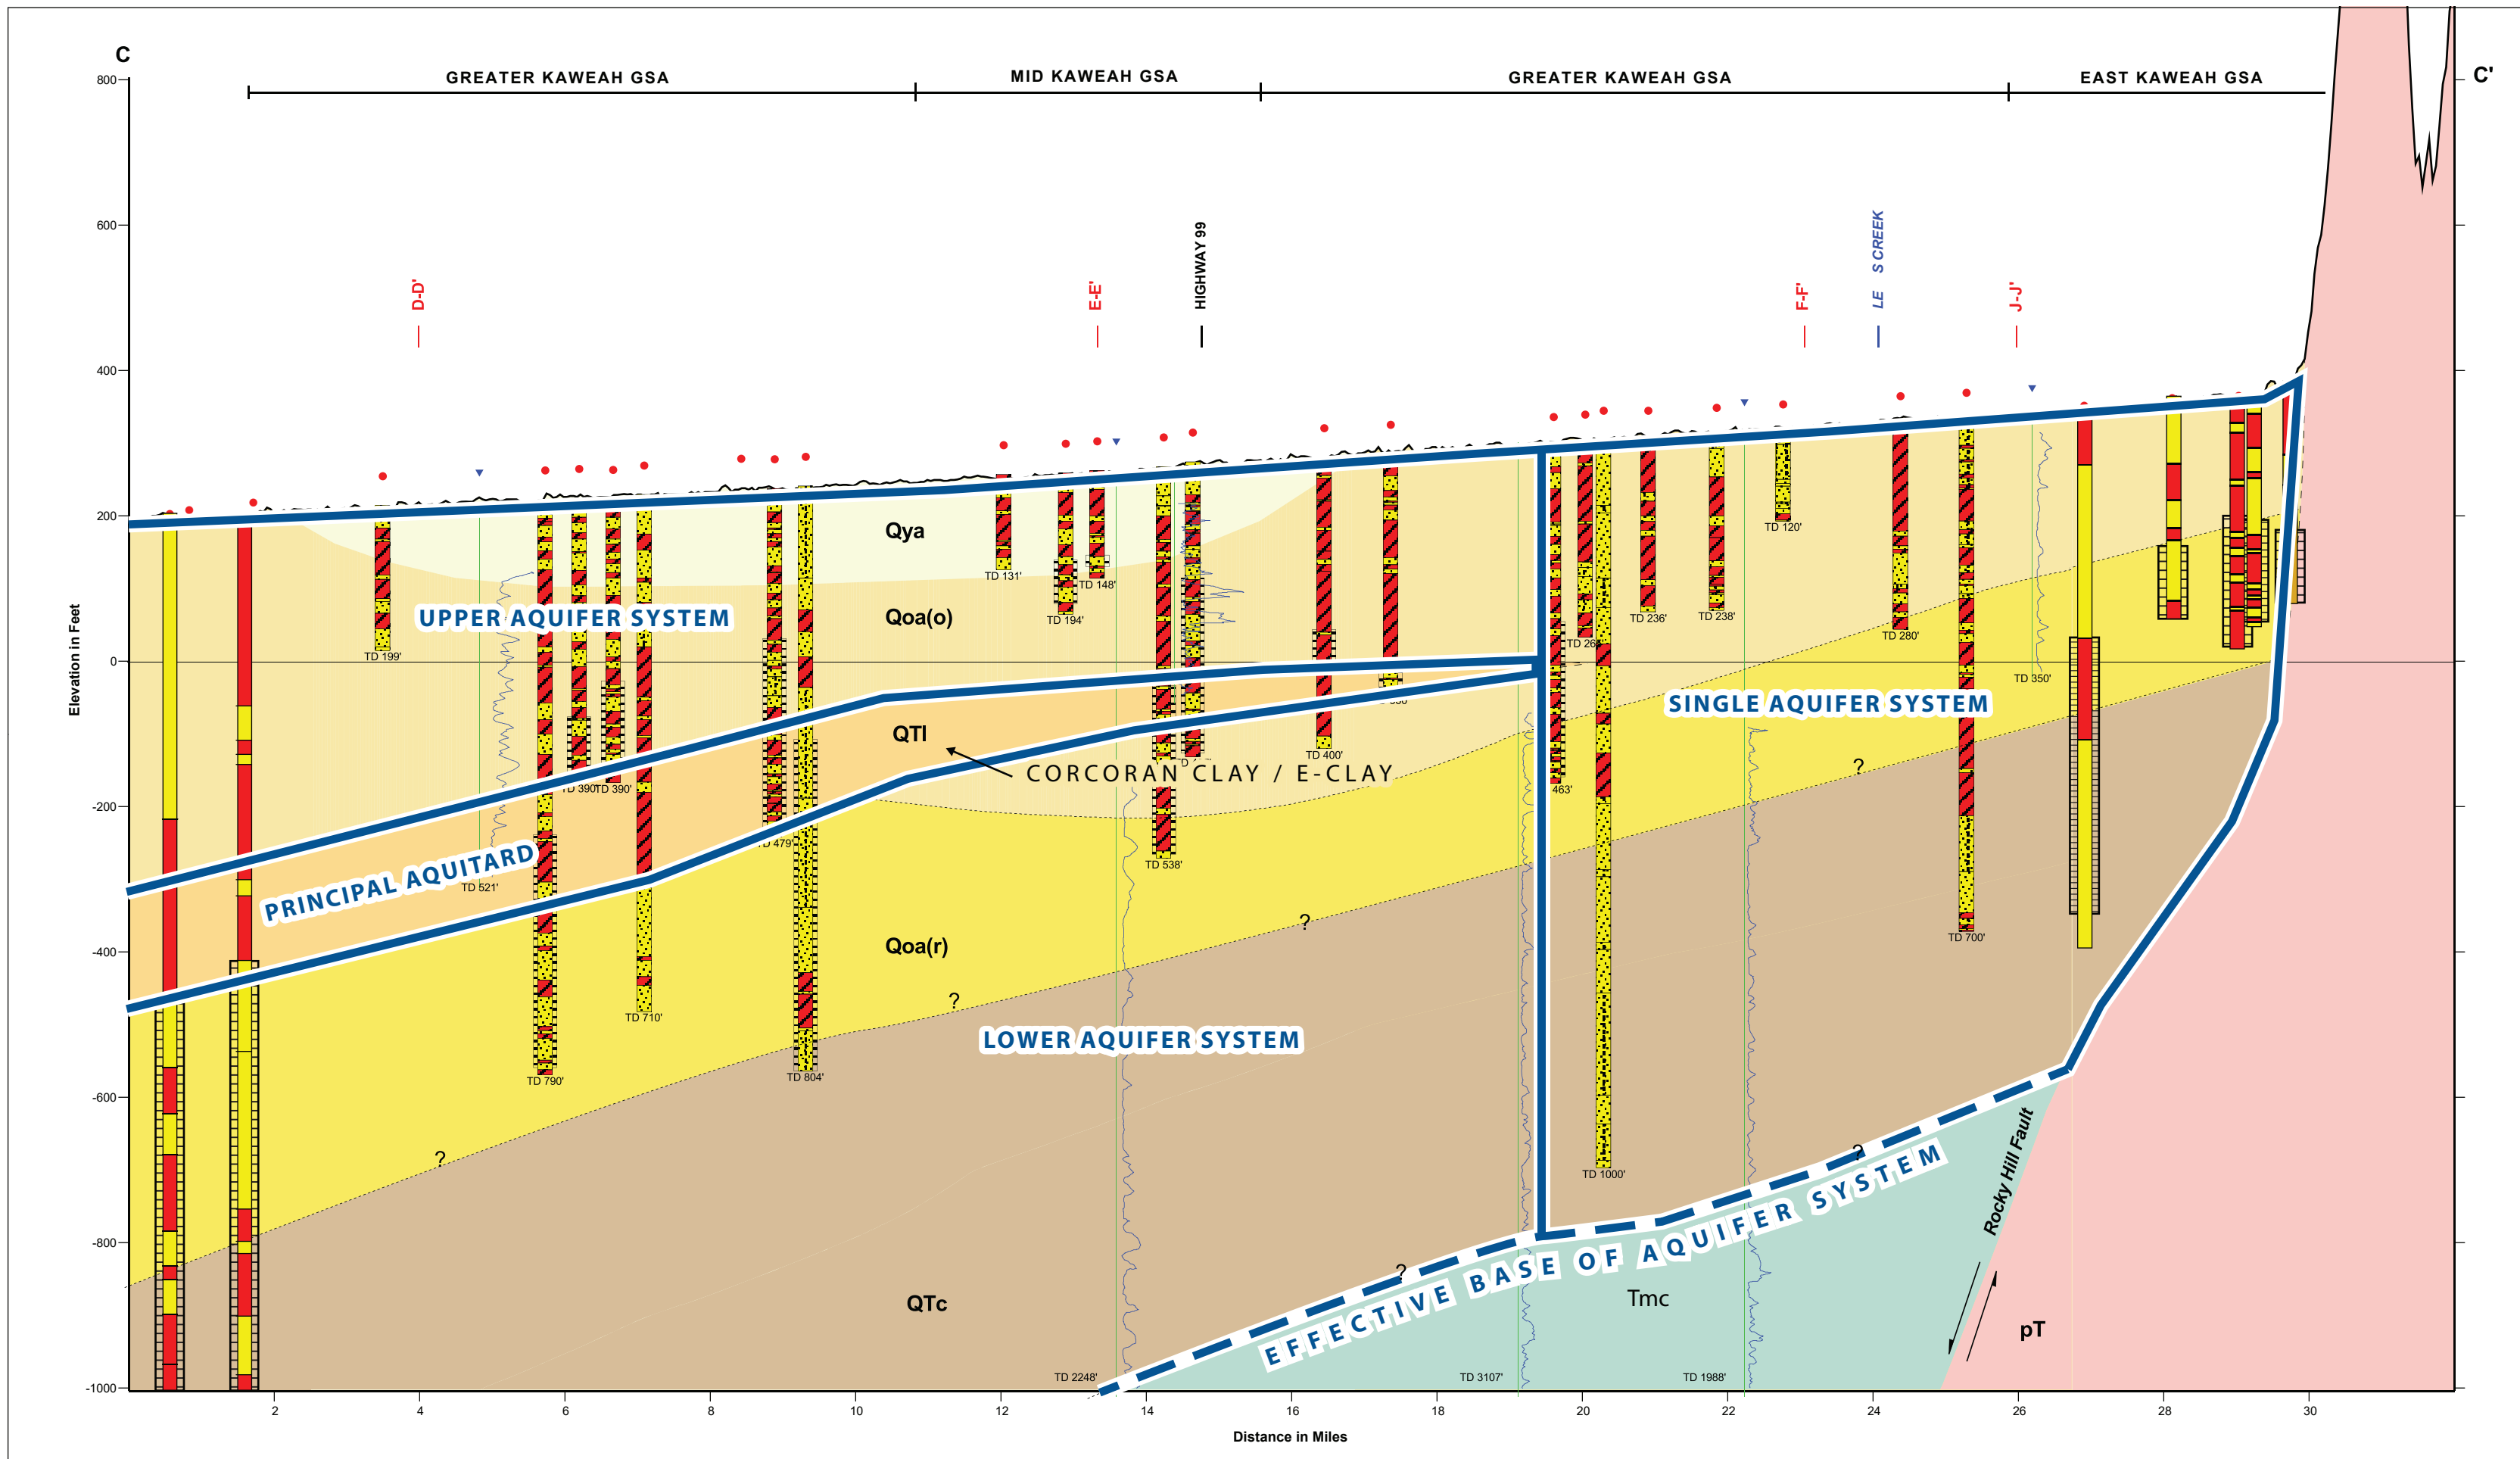 C
C'
GREATER KAWEAH GSA
MID KAWEAH GSA
GREATER KAWEAH GSA
EAST KAWEAH GSA
800
600
400
200
0
-200
-400
-600
-800
-1000
Elevation in Feet
D-D'
E-E'
HIGHWAY 99
F-F'
LE S CREEK
J-J'
Qya
Qoa(o)
UPPER AQUIFER SYSTEM
TD 131'
TD 148'
TD 194'
TD 199'
TD 120'
TD 236'
TD 238'
TD 280'
TD 350'
SINGLE AQUIFER SYSTEM
QTl
CORCORAN CLAY / E-CLAY
TD 400'
463'
TD 390'
TD 390'
TD 479'
TD 538'
PRINCIPAL AQUITARD
TD 521'
TD 700'
Qoa(r)
?
?
?
?
?
?
TD 710'
LOWER AQUIFER SYSTEM
TD 790'
TD 804'
TD 1000'
EFFECTIVE BASE OF AQUIFER SYSTEM
Rocky Hill Fault
QTc
Tmc
pT
TD 2248'
TD 3107'
TD 1988'
2
4
6
8
10
12
14
16
18
20
22
24
26
28
30
Distance in Miles